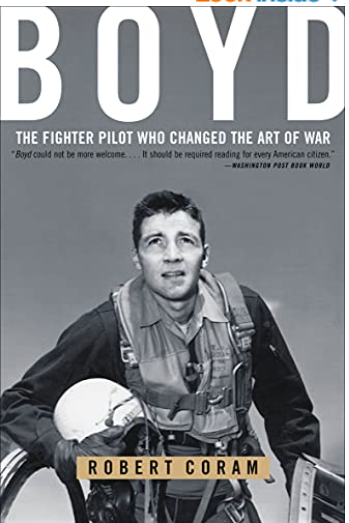 BOYD
THE FIGHTER PILOT WHO CHANGED THE ART OF WAR
"Boyd could not be more welcome. . . . It should be required reading for every American citizen."
—WASHINGTON POST BOOK WORLD
ROBERT CORAM